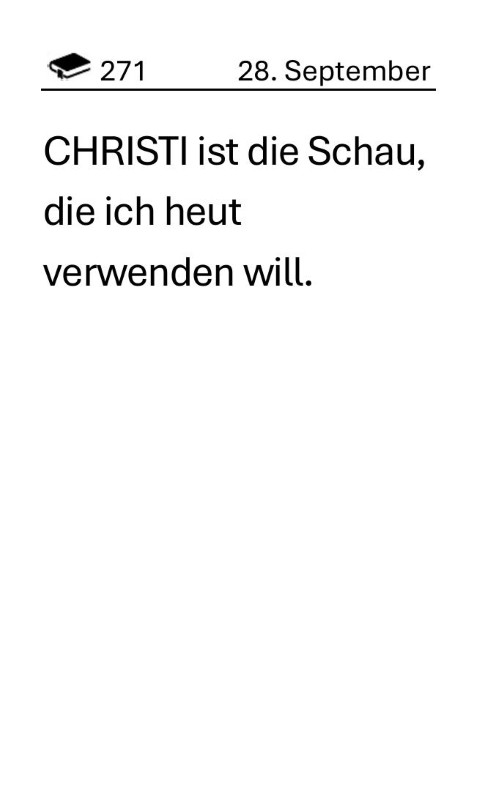 271 28. September
CHRISTI ist die Schau,
die ich heut
verwenden will.